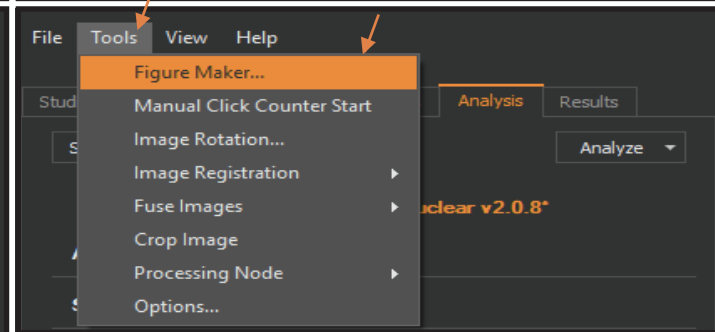 File Tools View Help
Figure Maker...
Manual Click Counter Start
Analysis Results
Image Rotation...
Analyze
Image Registration
Fuse Images
v2.0.8*
Crop Image
Processing Node
Options...